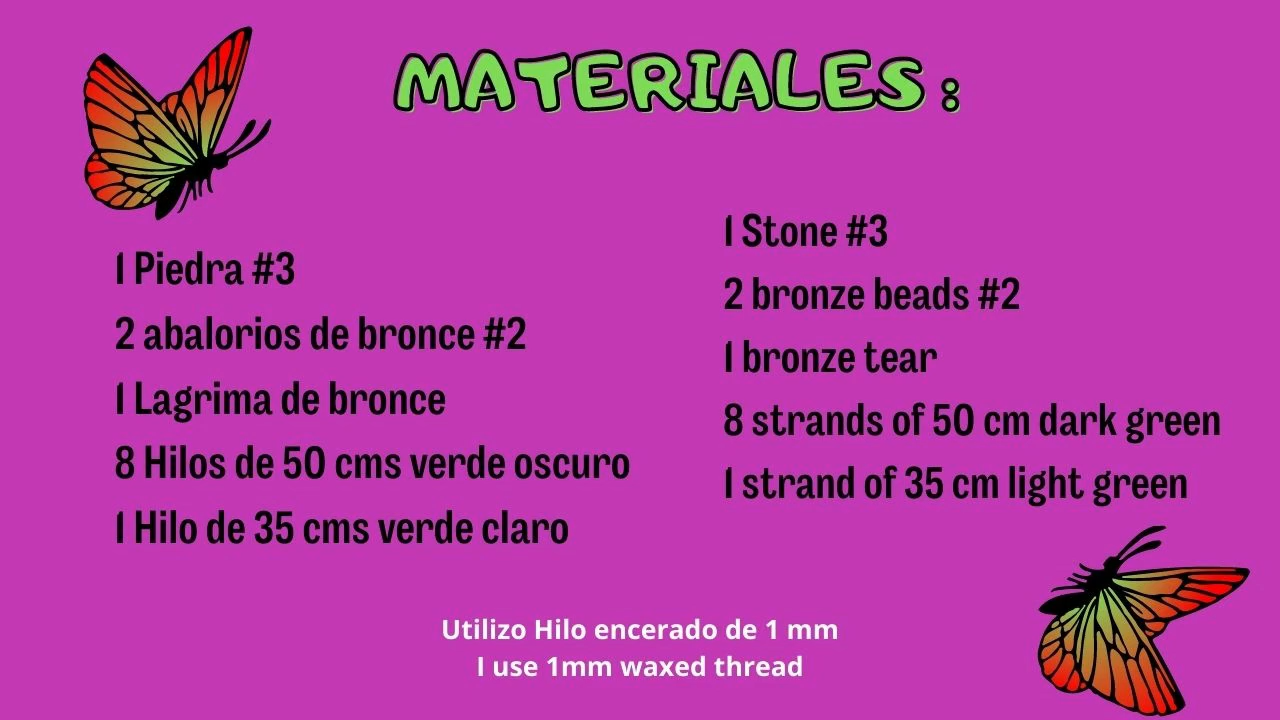 MATERIALES :
1 Piedra #3
2 abalorios de bronce #2
1 Lagrima de bronce
8 Hilos de 50 cms verde oscuro
1 Hilo de 35 cms verde claro
1 Stone #3
2 bronze beads #2
1 bronze tear
8 strands of 50 cm dark green
1 strand of 35 cm light green
Utilizo Hilo encerado de 1 mm
I use 1mm waxed thread